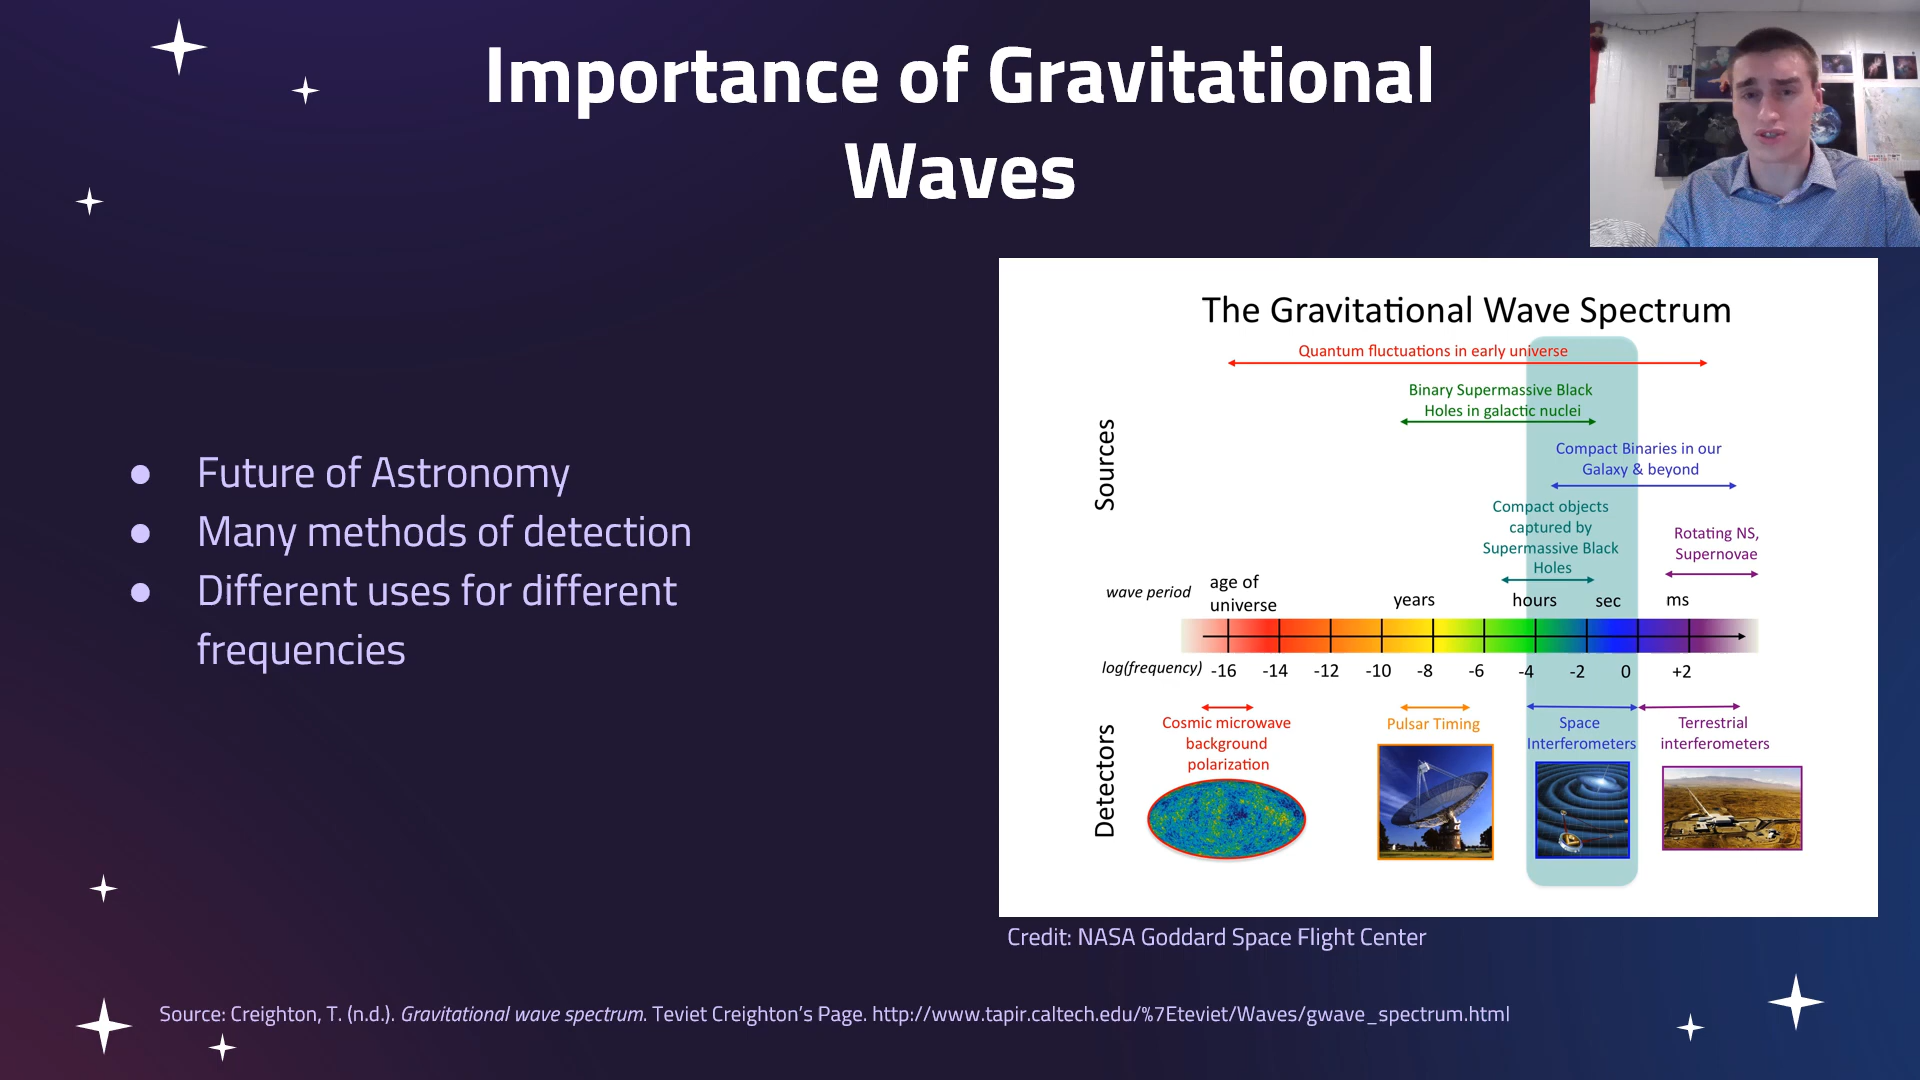 Importance of Gravitational
Waves
● Future of Astronomy
● Many methods of detection
● Different uses for different
frequencies
The Gravitational Wave Spectrum
Sources
Quantum fluctuations in early universe
Binary Supermassive Black
Holes in galactic nuclei
Compact Binaries in our
Galaxy & beyond
Compact objects
captured by
Supermassive Black
Holes
Rotating NS,
Supernovae
wave period
age of
universe
years
hours
sec
ms
log(frequency)
-16 -14 -12 -10 -8 -6 -4 -2 0 +2
Detectors
Cosmic microwave
background
polarization
Pulsar Timing
Space
Interferometers
Terrestrial
interferometers
Credit: NASA Goddard Space Flight Center
Source: Creighton, T. (n.d.). Gravitational wave spectrum. Teviet Creighton's Page. http://www.tapir.caltech.edu/%7Eteviet/Waves/gwave_spectrum.html